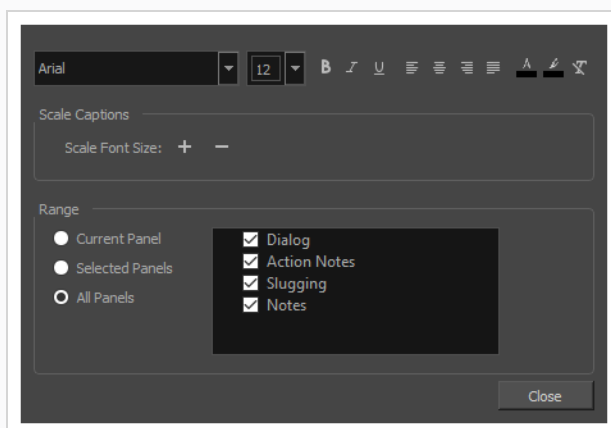 Arial
12
B I U
Scale Captions
Scale Font Size: + −
Range
Current Panel
Selected Panels
All Panels
Dialog
Action Notes
Slugging
Notes
Close